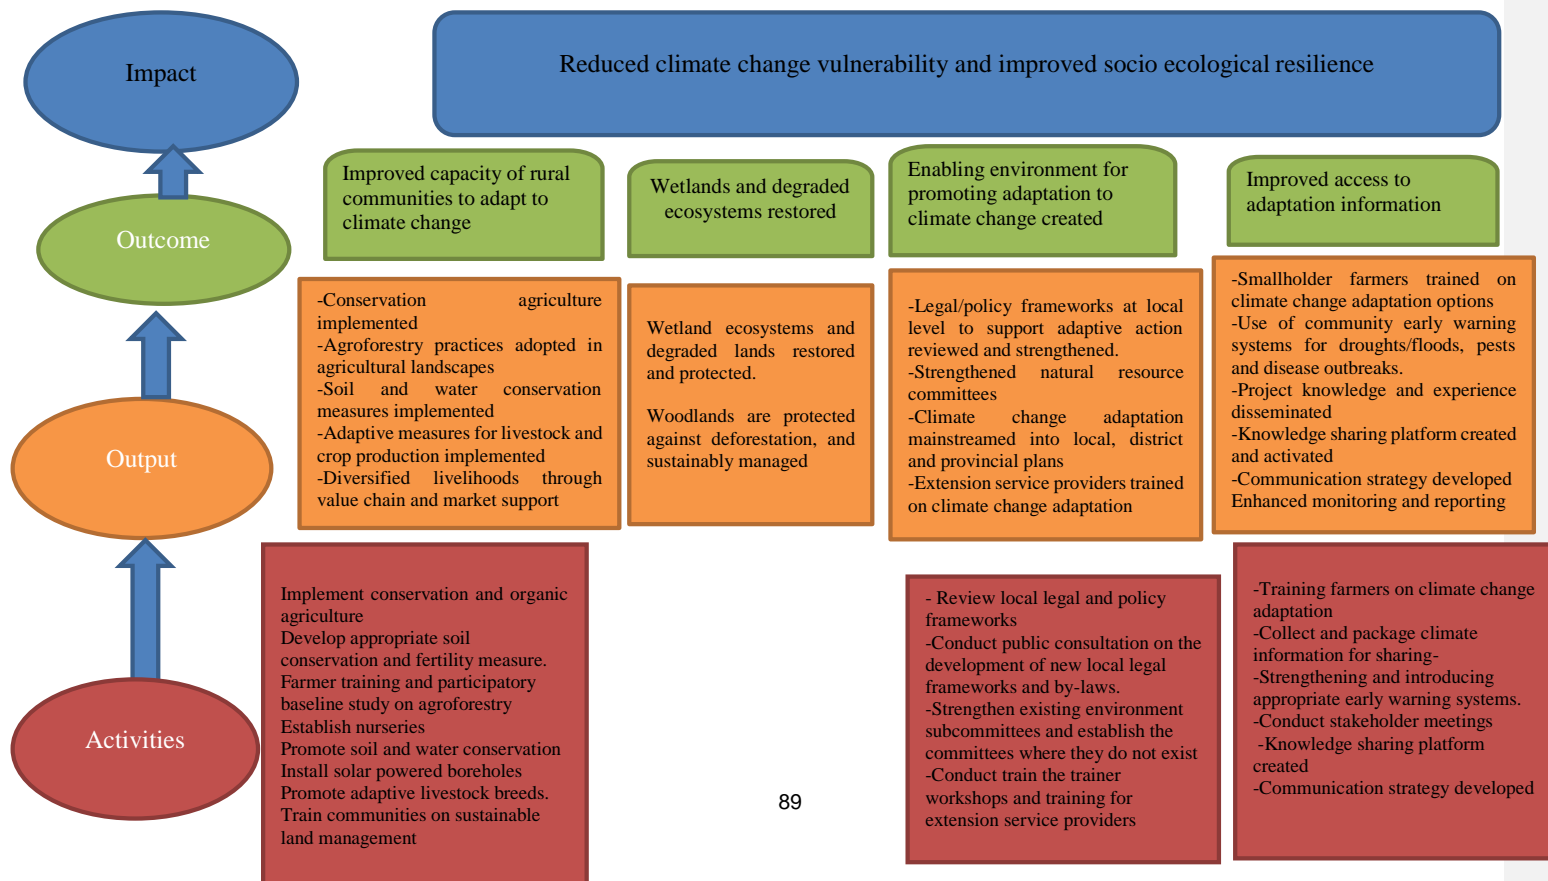 Impact
Reduced climate change vulnerability and improved socio ecological resilience
Outcome
Improved capacity of rural
communities to adapt to
climate change
Wetlands and degraded
ecosystems restored
Enabling environment for
promoting adaptation to
climate change created
Improved access to
adaptation information
Output
-Conservation agriculture
implemented
-Agroforestry practices adopted in
agricultural landscapes
-Soil and water conservation
measures implemented
-Adaptive measures for livestock and
crop production implemented
-Diversified livelihoods through
value chain and market support
Wetland ecosystems and
degraded lands restored
and protected.
Woodlands are protected
against deforestation, and
sustainably managed
-Legal/policy frameworks at local
level to support adaptive action
reviewed and strengthened.
-Strengthened natural resource
committees
-Climate change adaptation
mainstreamed into local, district
and provincial plans
-Extension service providers trained
on climate change adaptation
-Smallholder farmers trained on
climate change adaptation options
-Use of community early warning
systems for droughts/floods, pests
and disease outbreaks.
-Project knowledge and experience
disseminated
-Knowledge sharing platform created
and activated
-Communication strategy developed
Enhanced monitoring and reporting
Activities
Implement conservation and organic
agriculture
Develop appropriate soil
conservation and fertility measure.
Farmer training and participatory
baseline study on agroforestry
Establish nurseries
Promote soil and water conservation
Install solar powered boreholes
Promote adaptive livestock breeds.
Train communities on sustainable
land management
- Review local legal and policy
frameworks
-Conduct public consultation on the
development of new local legal
frameworks and by-laws.
-Strengthen existing environment
subcommittees and establish the
committees where they do not exist
-Conduct train the trainer
workshops and training for
extension service providers
-Training farmers on climate change
adaptation
-Collect and package climate
information for sharing-
-Strengthening and introducing
appropriate early warning systems.
-Conduct stakeholder meetings
-Knowledge sharing platform
created
-Communication strategy developed
89